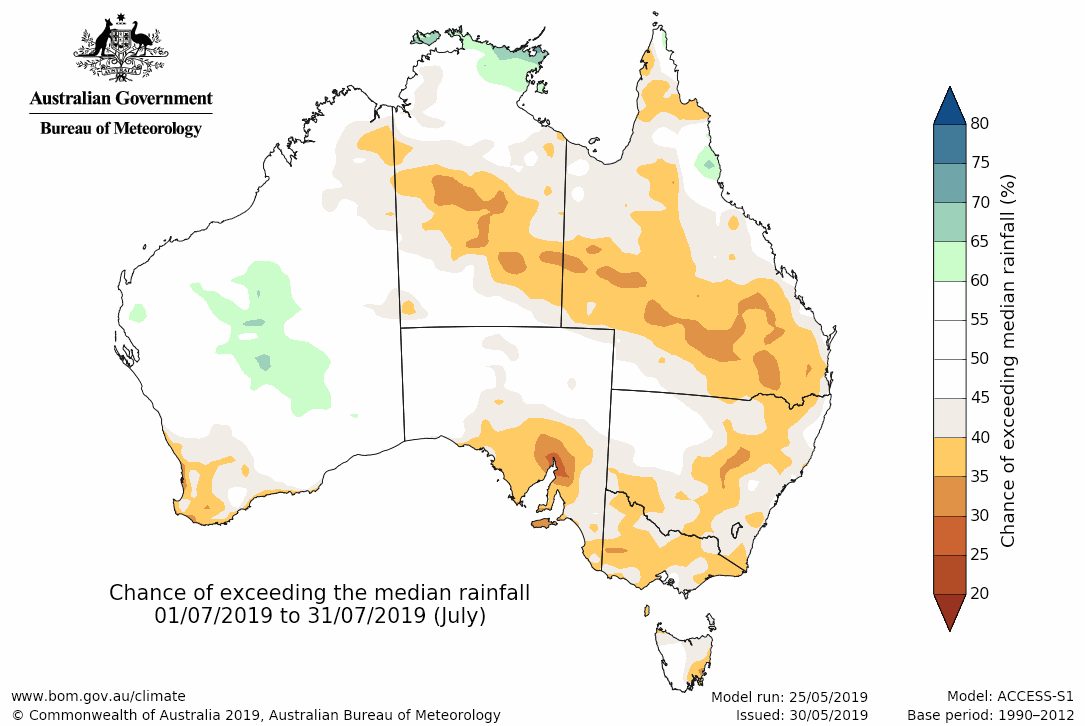 Australian Government
Bureau of Meteorology
80
75
70
65
60
55
50
45
40
35
30
25
20
Chance of exceeding median rainfall (%)
Chance of exceeding the median rainfall
01/07/2019 to 31/07/2019 (July)
www.bom.gov.au/climate
© Commonwealth of Australia 2019, Australian Bureau of Meteorology
Model run: 25/05/2019
Issued: 30/05/2019
Model: ACCESS-S1
Base period: 1990–2012